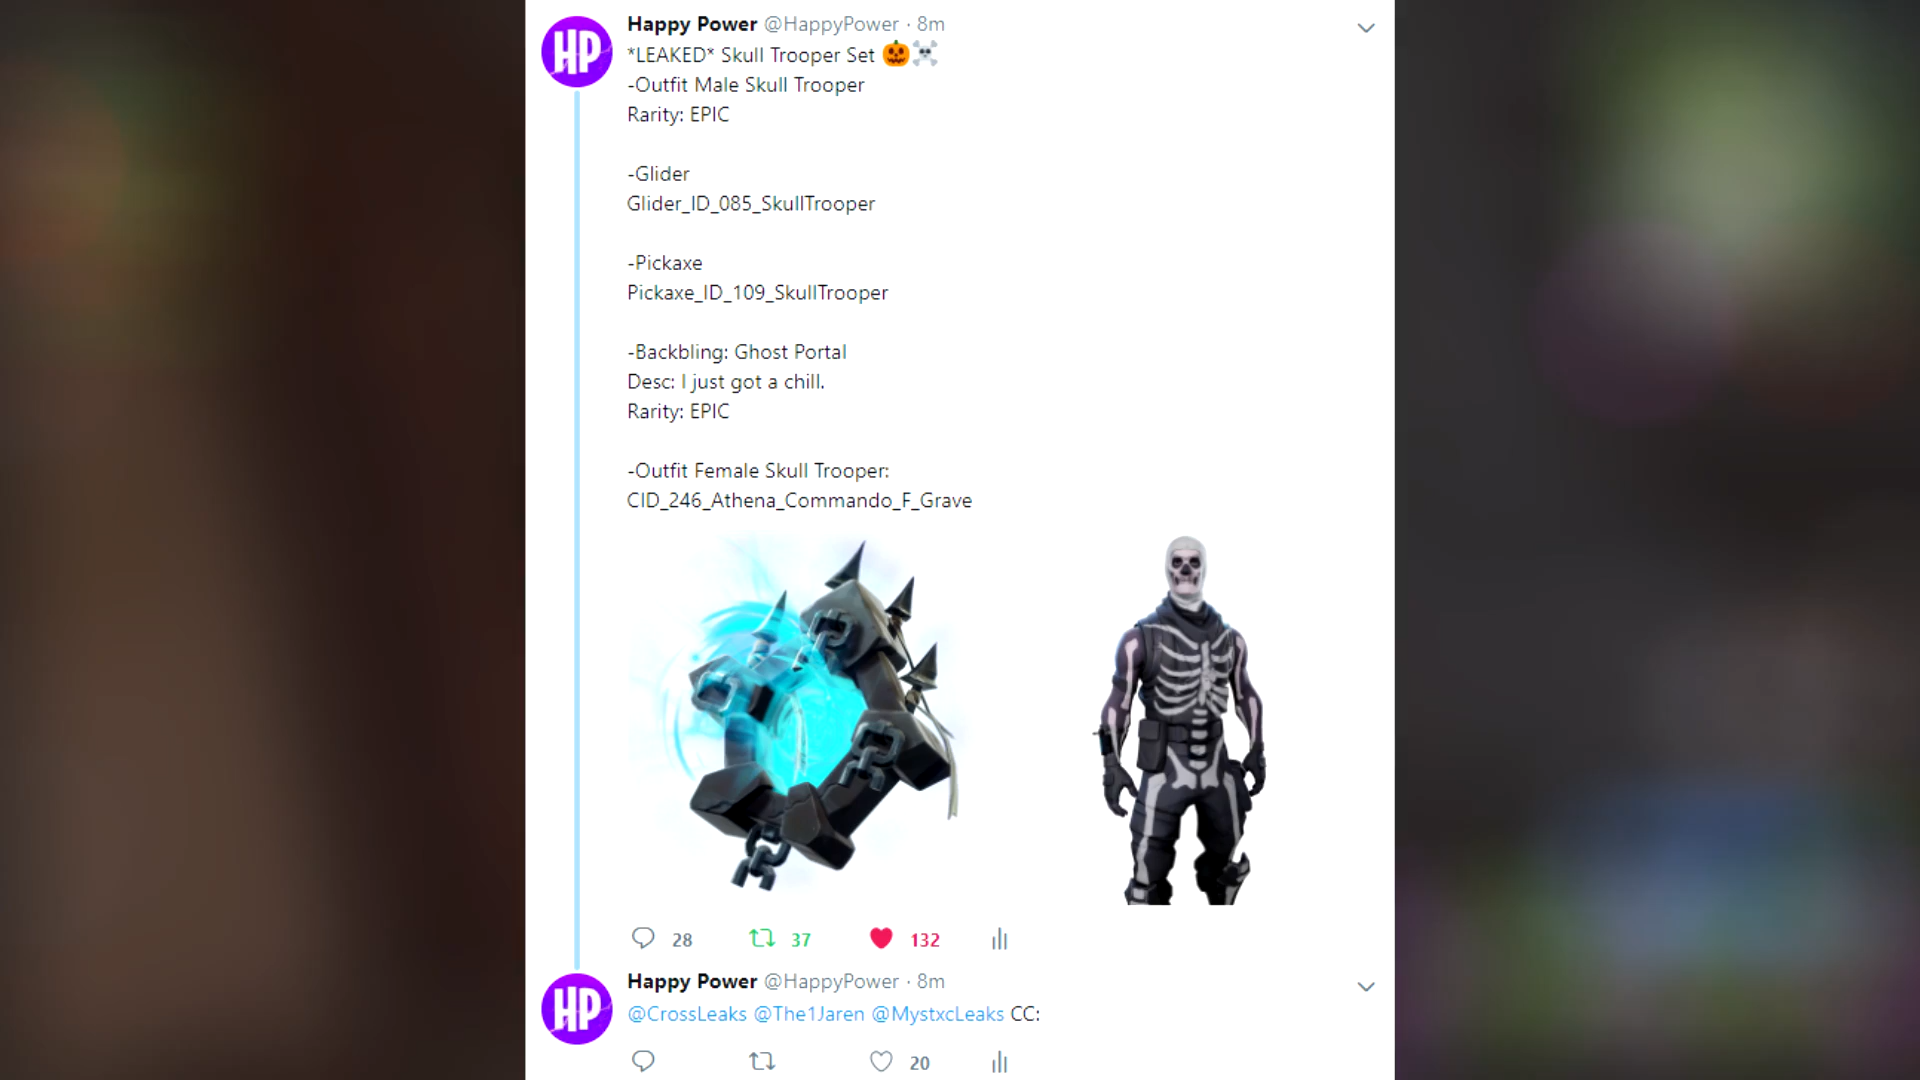 HP
Happy Power @HappyPower · 8m
*LEAKED* Skull Trooper Set 🎃☠️
-Outfit Male Skull Trooper
Rarity: EPIC
-Glider
Glider_ID_085_SkullTrooper
-Pickaxe
Pickaxe_ID_109_SkullTrooper
-Backbling: Ghost Portal
Desc: I just got a chill.
Rarity: EPIC
-Outfit Female Skull Trooper:
CID_246_Athena_Commando_F_Grave
28 37 132
HP
Happy Power @HappyPower · 8m
@CrossLeaks @The1Jaren @MystxcLeaks CC:
20